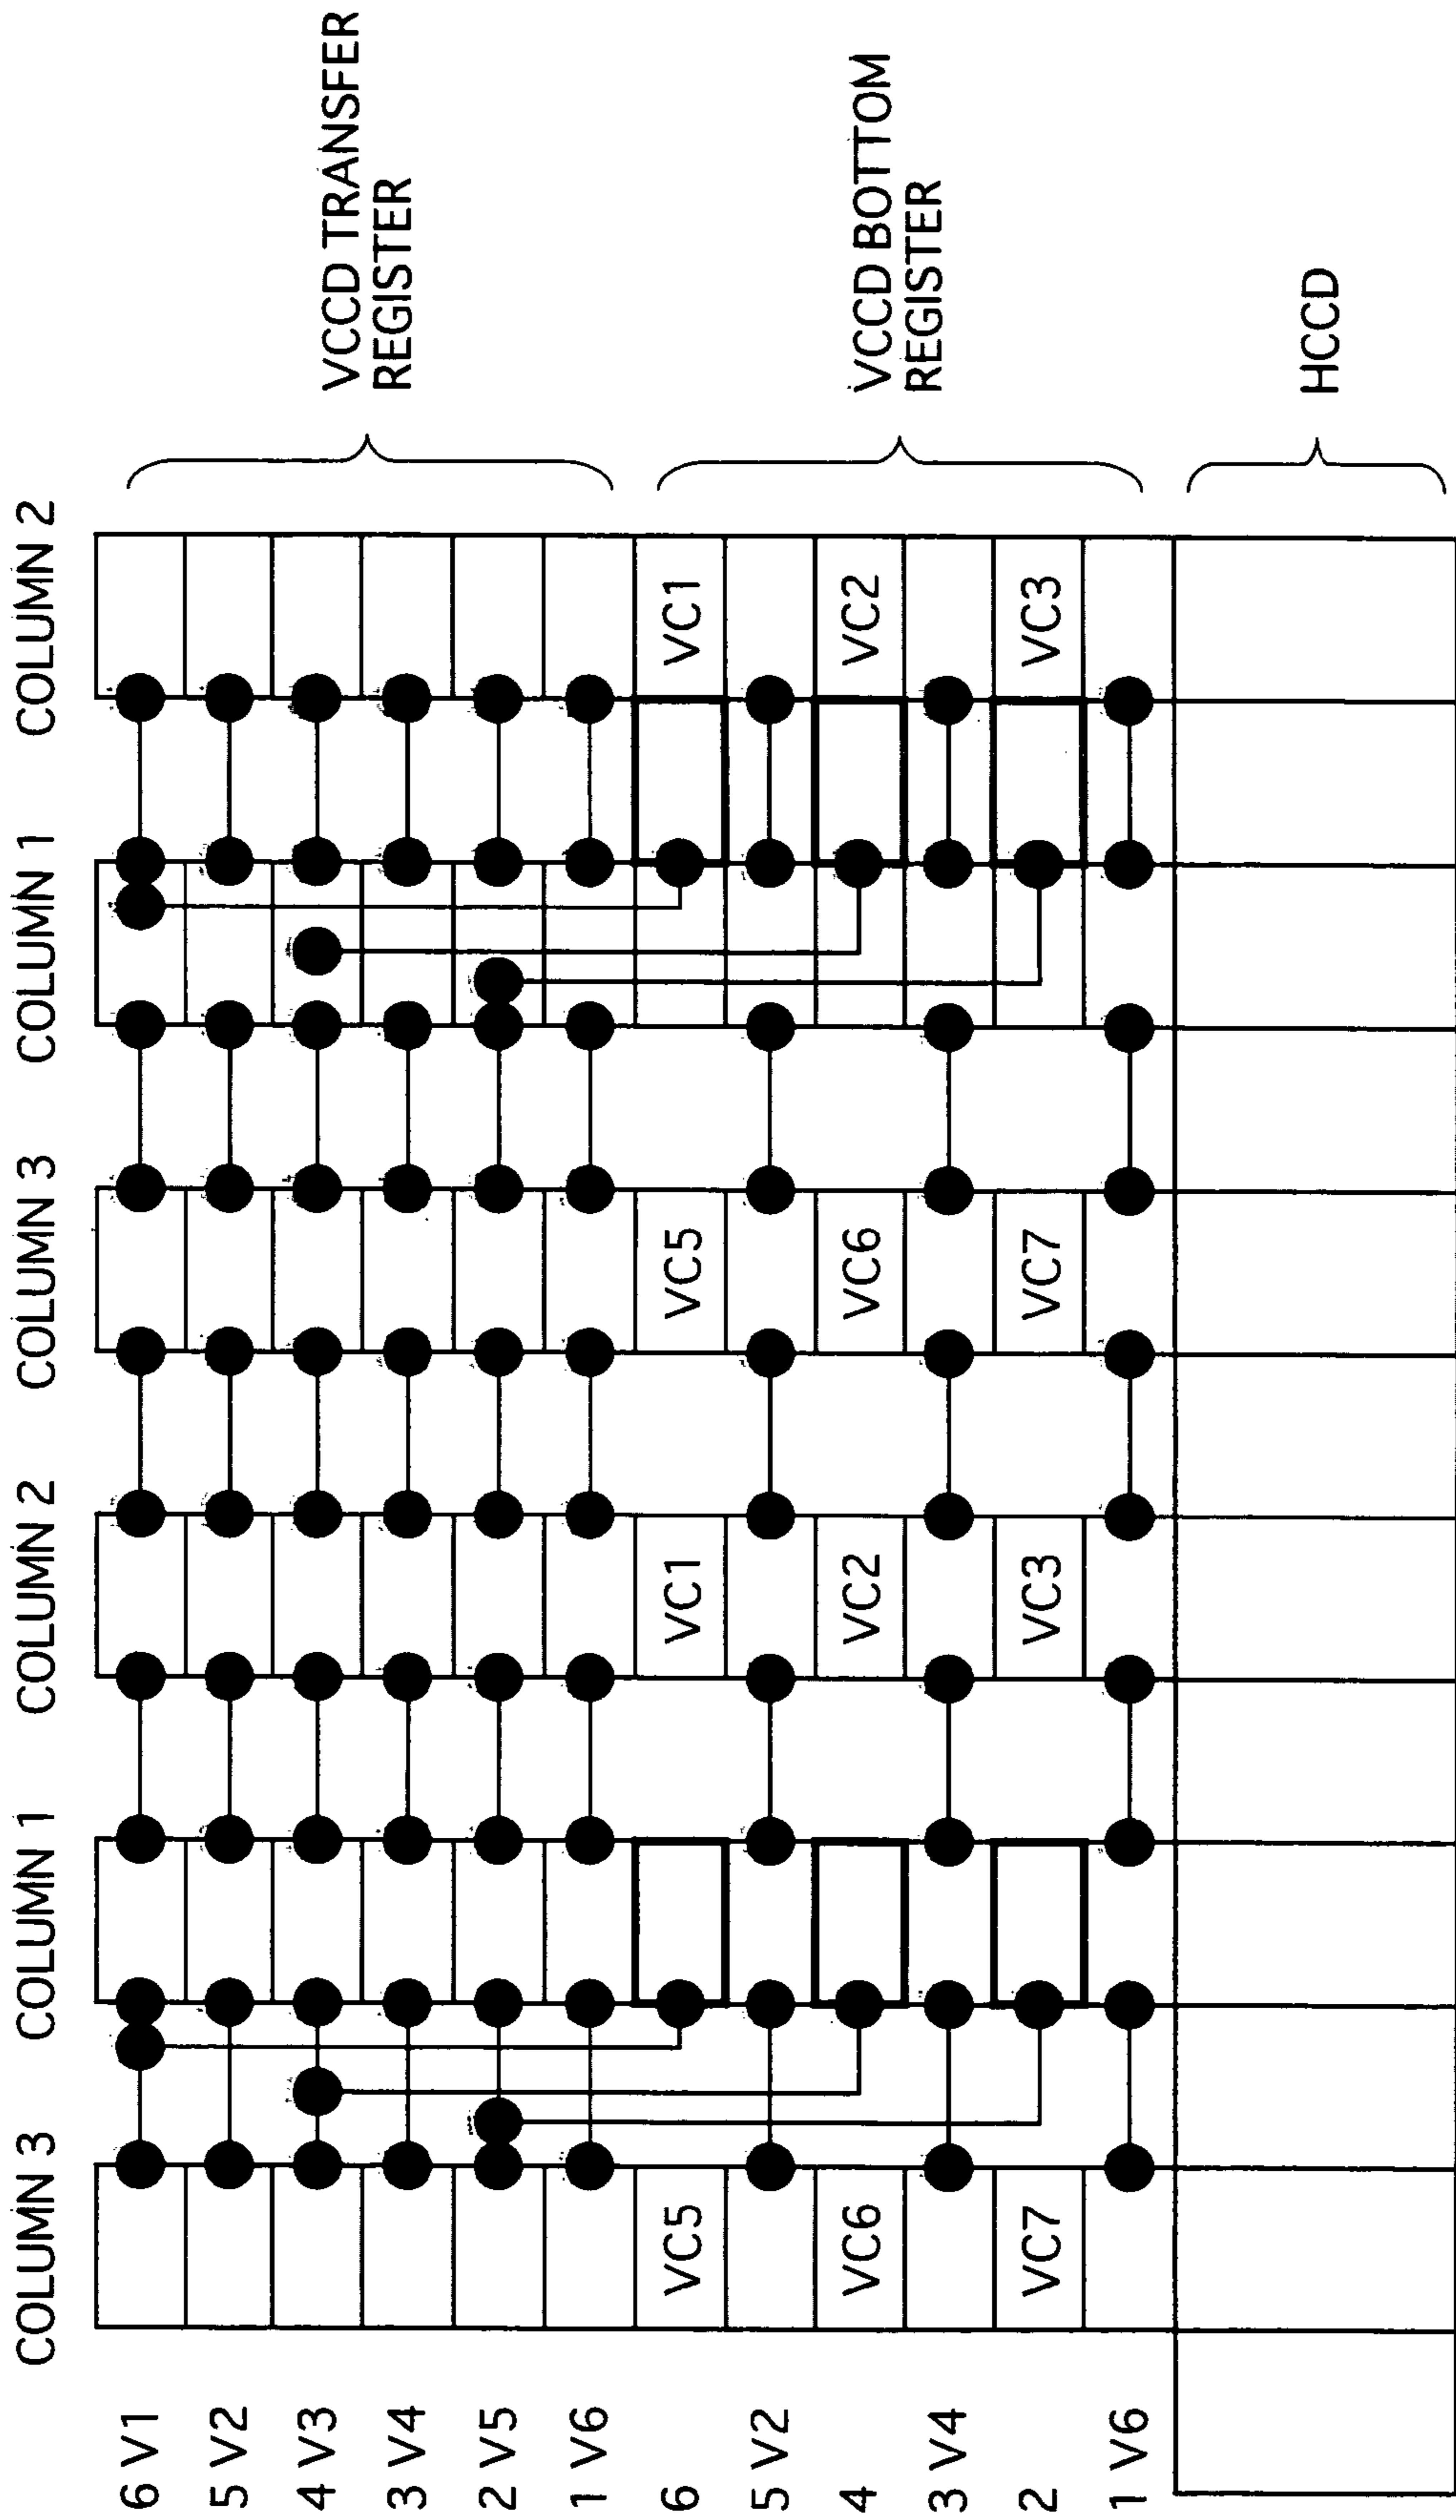 COLUMN 3 COLUMN 1 COLUMN 2 COLUMN 3 COLUMN 1 COLUMN 2
6 V1
5 V2
4 V3
3 V4
2 V5
1 V6
VCCD TRANSFER
REGISTER
6 VC5 VC1 VC5 VC1
5 V2
4 VC6 VC2 VC6 VC2
3 V4
2 VC7 VC3 VC7 VC3
1 V6
VCCD BOTTOM
REGISTER
HCCD